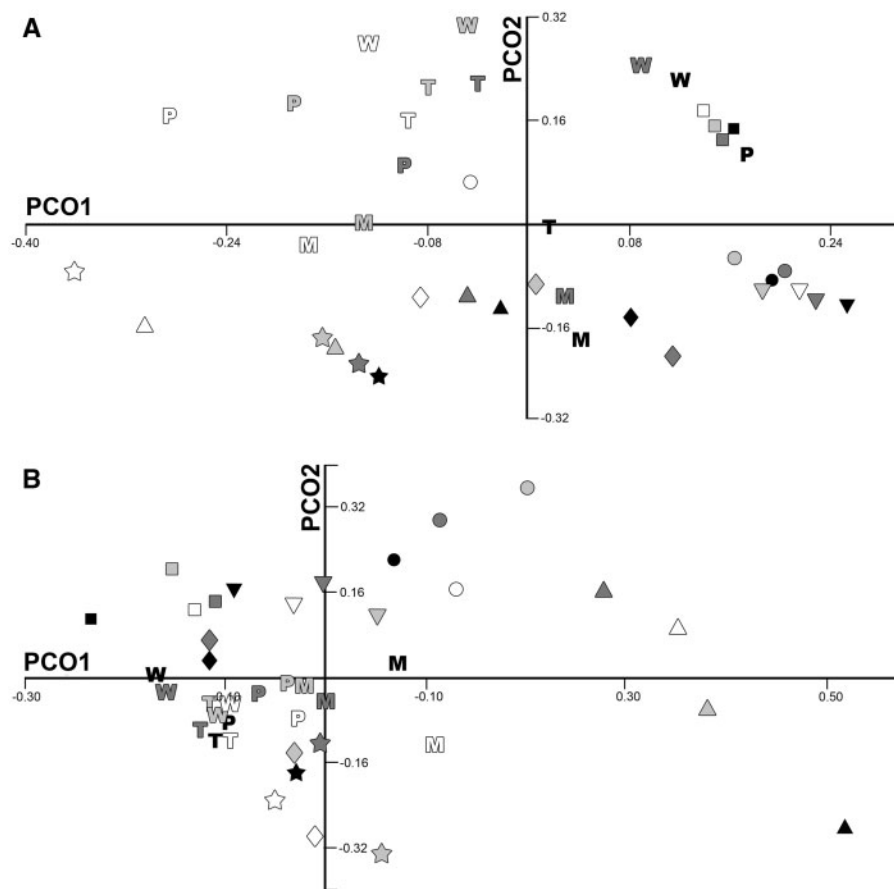 A
PCO2
0.32
W W W W W
P P T T T P P
0.16
PCO1
-0.40 -0.24 -0.08 0.08 0.24
M M T M M
-0.16
-0.32
B
PCO2
0.32
0.16
PCO1
-0.30 -0.10 -0.10 0.30 0.50
W W T W W P P M M M
T T T P P M
-0.16
-0.32